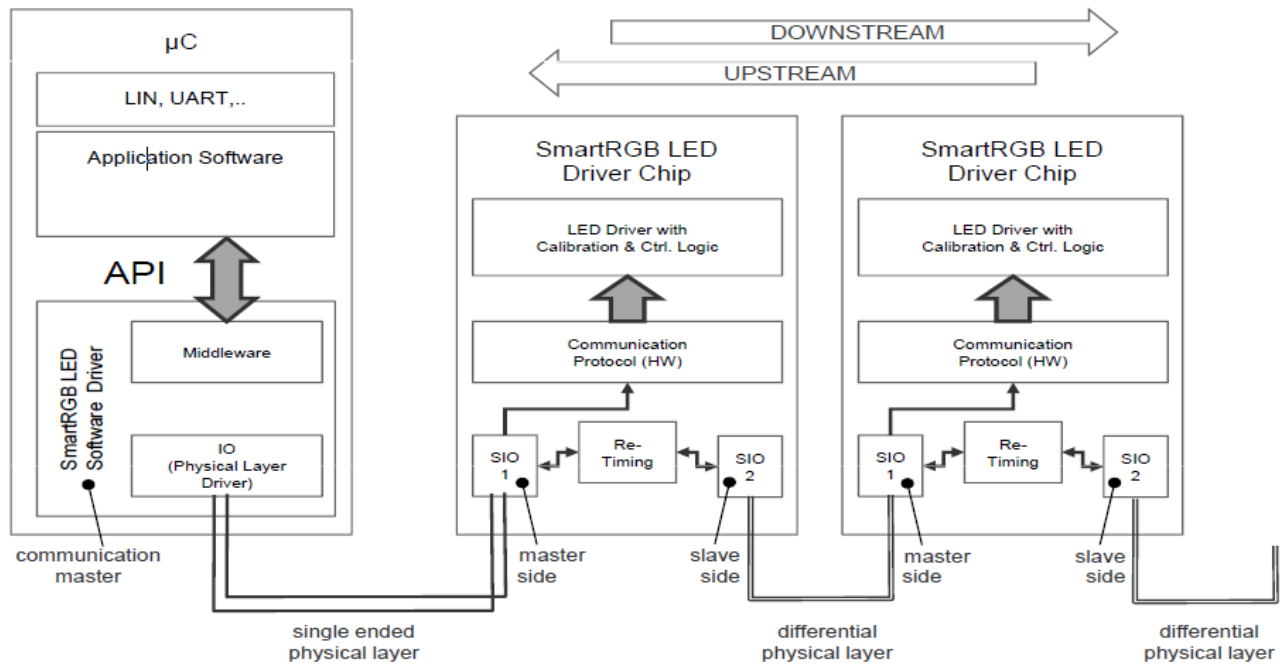 µC
LIN, UART,..
Application Software
API
SmartRGB LED
Software Driver
Middleware
IO
(Physical Layer
Driver)
communication
master
DOWNSTREAM
UPSTREAM
SmartRGB LED
Driver Chip
LED Driver with
Calibration & Ctrl. Logic
Communication
Protocol (HW)
SIO
1
Re-
Timing
SIO
2
master
side
slave
side
SmartRGB LED
Driver Chip
LED Driver with
Calibration & Ctrl. Logic
Communication
Protocol (HW)
SIO
1
Re-
Timing
SIO
2
master
side
slave
side
single ended
physical layer
differential
physical layer
differential
physical layer